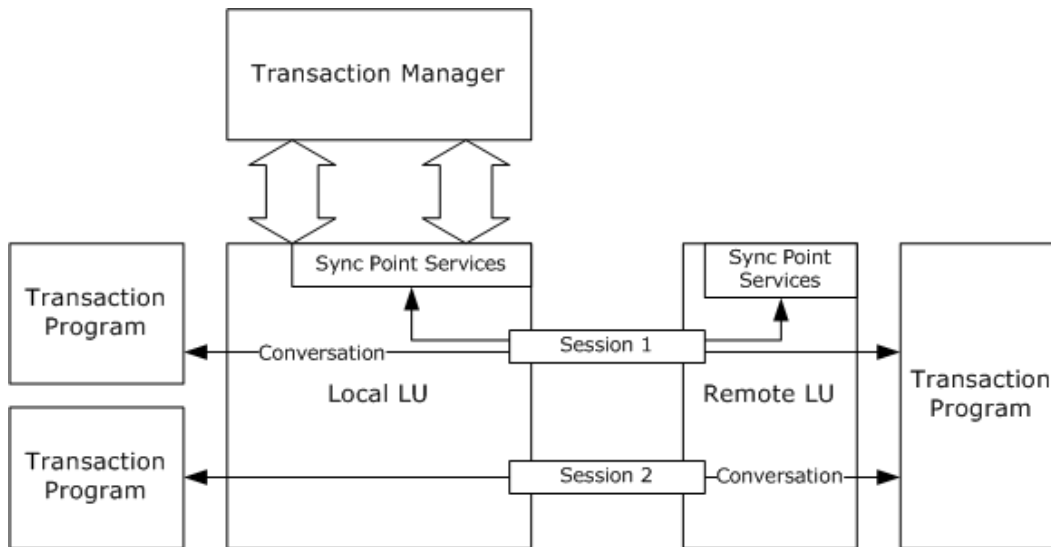 Transaction Manager
Sync Point Services
Sync Point
Services
Transaction
Program
Session 1
Conversation
Local LU
Remote LU
Transaction
Program
Transaction
Program
Session 2
Conversation